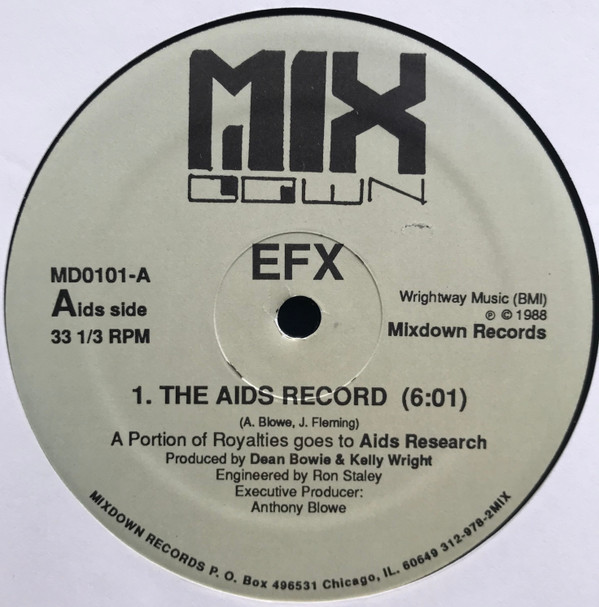 MIX
DOWN
EFX
MD0101-A
Aids side
33 1/3 RPM
Wrightway Music (BMI)
℗ © 1988
Mixdown Records
1. THE AIDS RECORD (6:01)
(A. Blowe, J. Fleming)
A Portion of Royalties goes to Aids Research
Produced by Dean Bowie & Kelly Wright
Engineered by Ron Staley
Executive Producer:
Anthony Blowe
MIXDOWN RECORDS P. O. Box 496531 Chicago, IL. 60649 312-978-2MIX